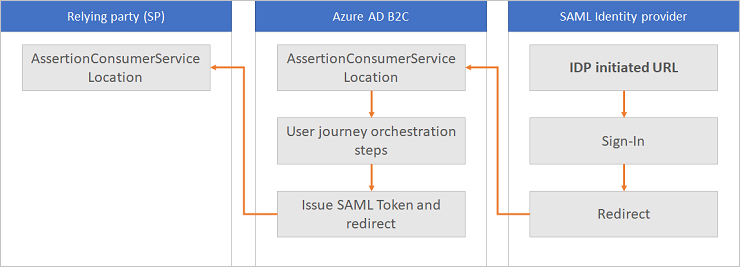 Relying party (SP)
Azure AD B2C
SAML Identity provider
AssertionConsumerService
Location
AssertionConsumerService
Location
IDP initiated URL
User journey orchestration
steps
Sign-In
Issue SAML Token and
redirect
Redirect